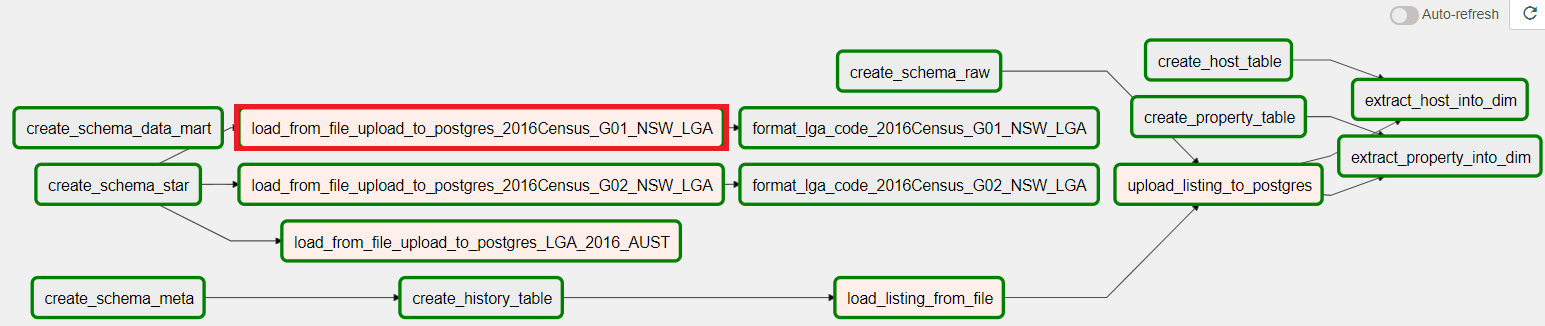 Auto-refresh
create_host_table
create_schema_raw
extract_host_into_dim
create_schema_data_mart
load_from_file_upload_to_postgres_2016Census_G01_NSW_LGA
format_lga_code_2016Census_G01_NSW_LGA
create_property_table
extract_property_into_dim
create_schema_star
load_from_file_upload_to_postgres_2016Census_G02_NSW_LGA
format_lga_code_2016Census_G02_NSW_LGA
upload_listing_to_postgres
load_from_file_upload_to_postgres_LGA_2016_AUST
create_schema_meta
create_history_table
load_listing_from_file